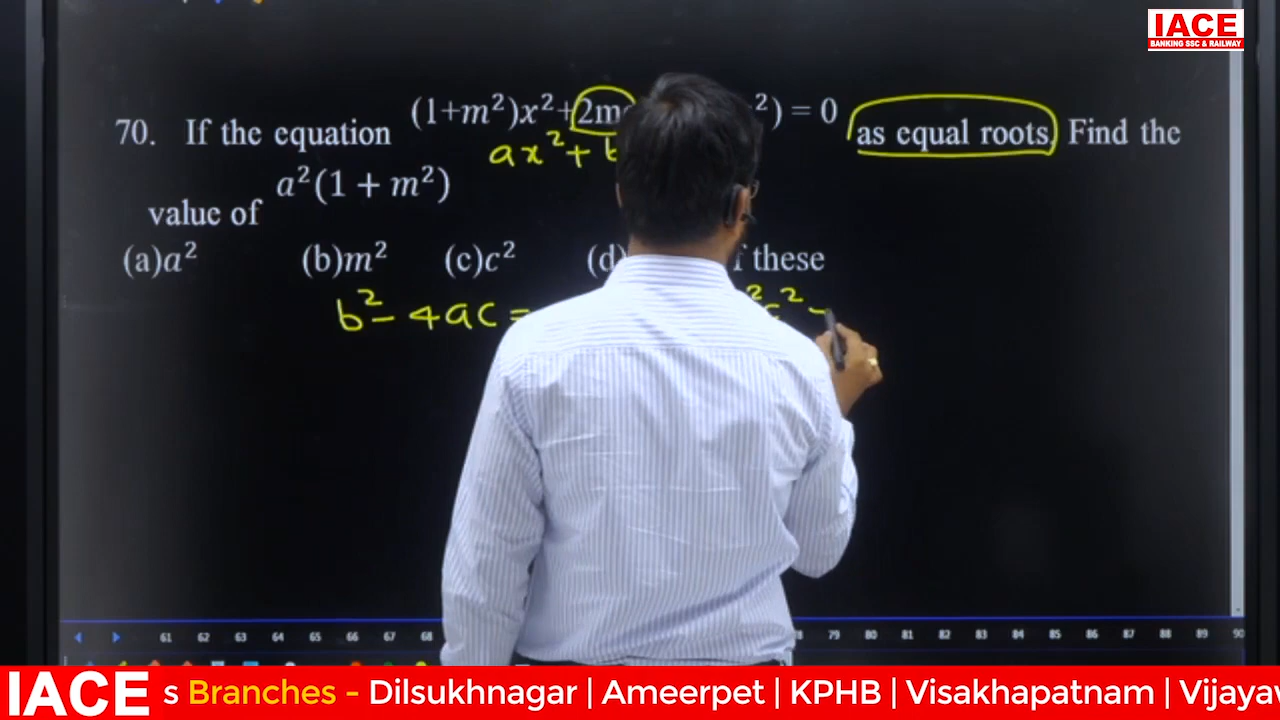 IACE
BANKING SSC & RAILWAY
70. If the equation (1+m²)x²+2m ²) = 0 as equal roots. Find the
ax² +
value of a²(1 + m²)
(a)a² (b)m² (c)c² (d) these
b² - 4ac = ²c² -
61 62 63 64 65 66 67 68 79 80 81 82 83 84 85 86 87 88 89 90
IACE s Branches - Dilsukhnagar | Ameerpet | KPHB | Visakhapatnam |